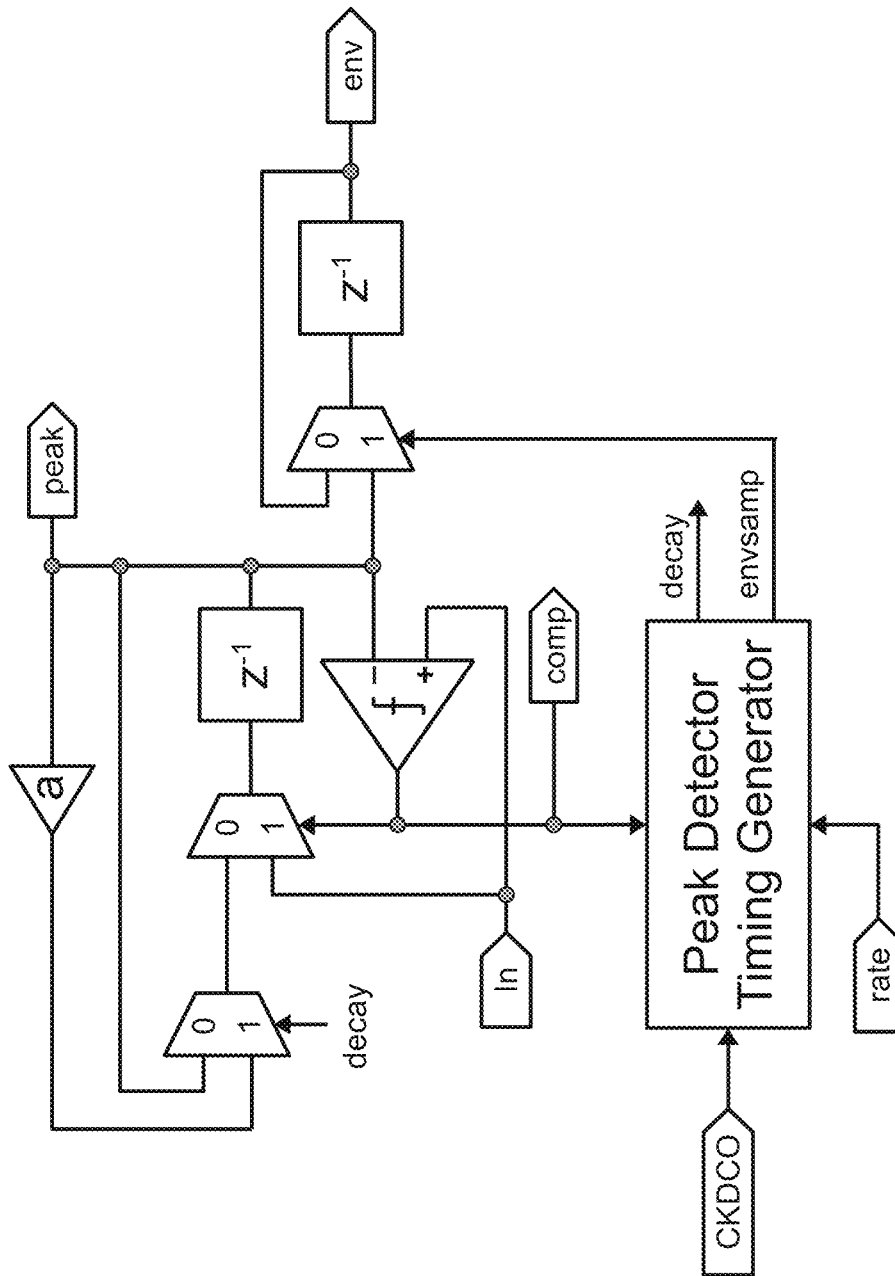 a
peak
0
1
decay
0
1
z⁻¹
0
1
z⁻¹
env
−
ƒ
+
In
comp
CKDCO
Peak Detector
Timing Generator
decay
envsamp
rate